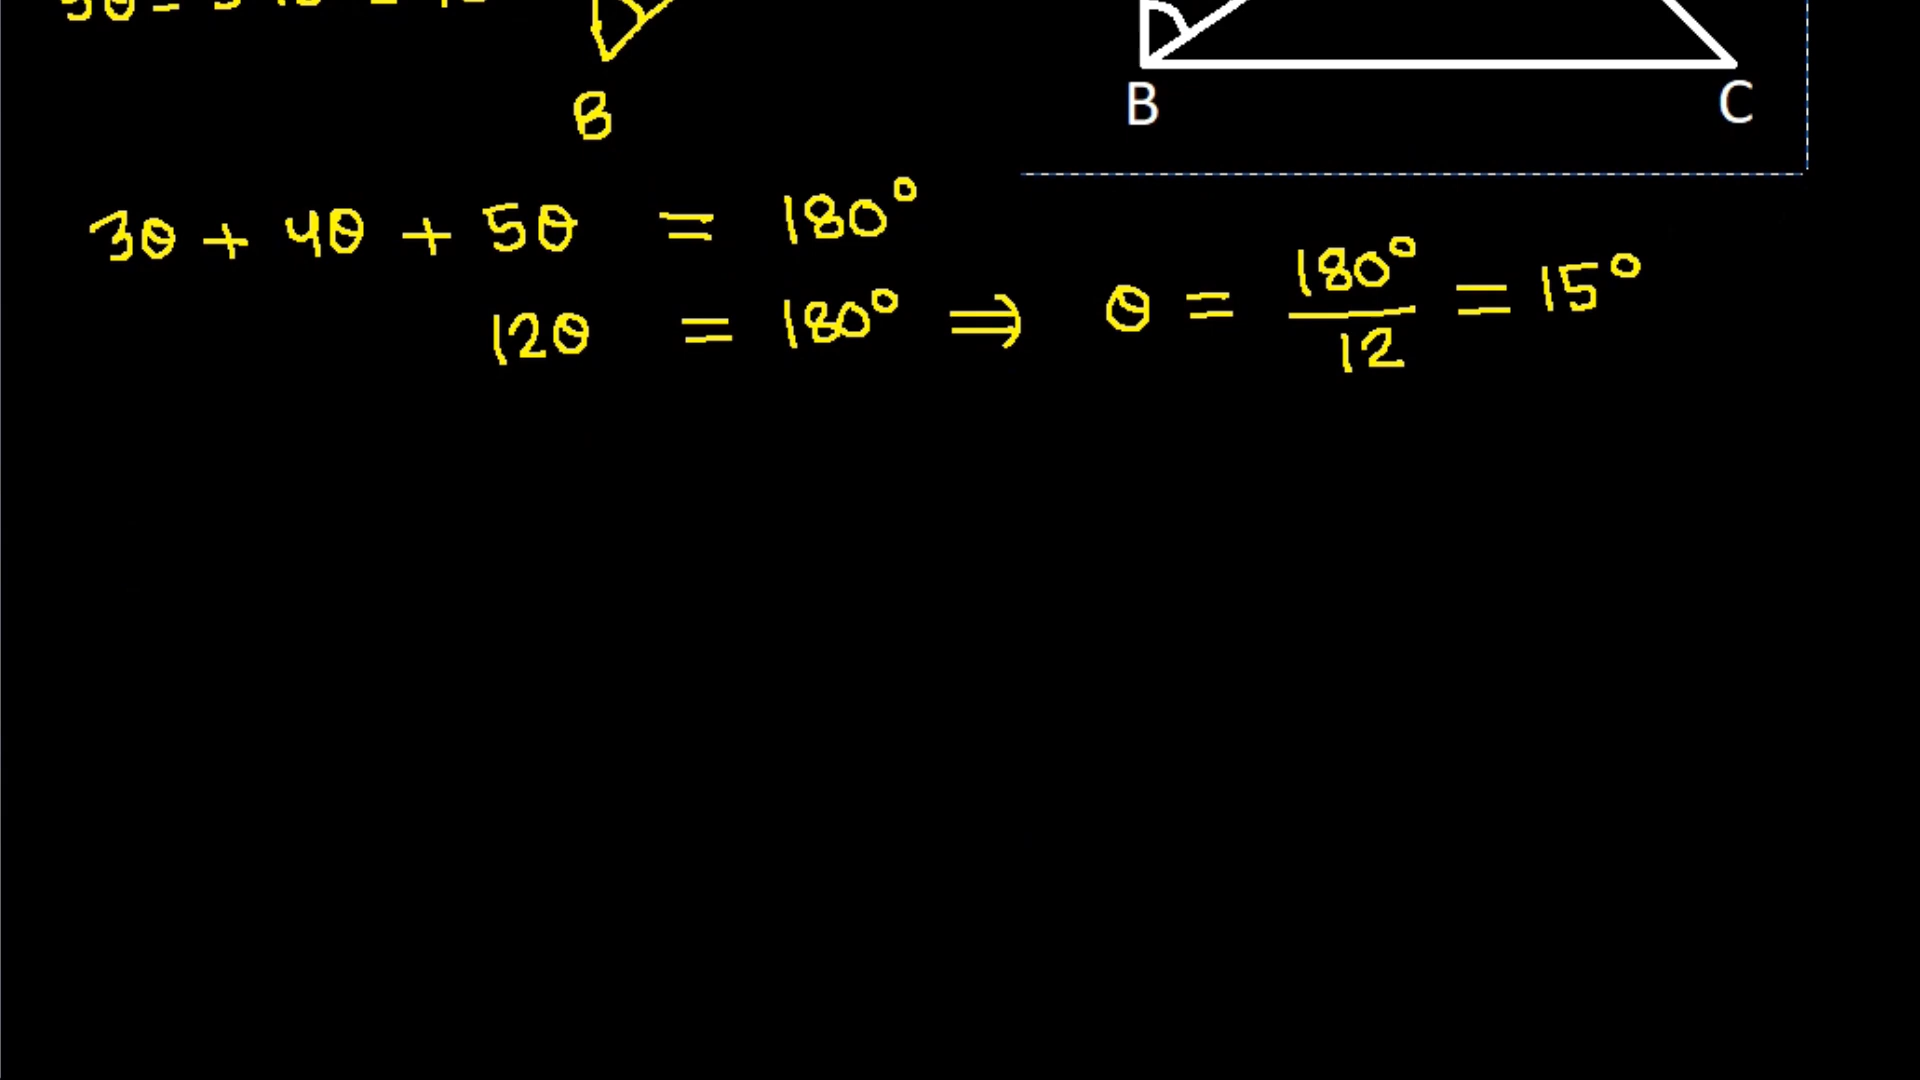 B C
B
3θ + 4θ + 5θ = 180°
12θ = 180° ⇒ θ = 180°/12 = 15°